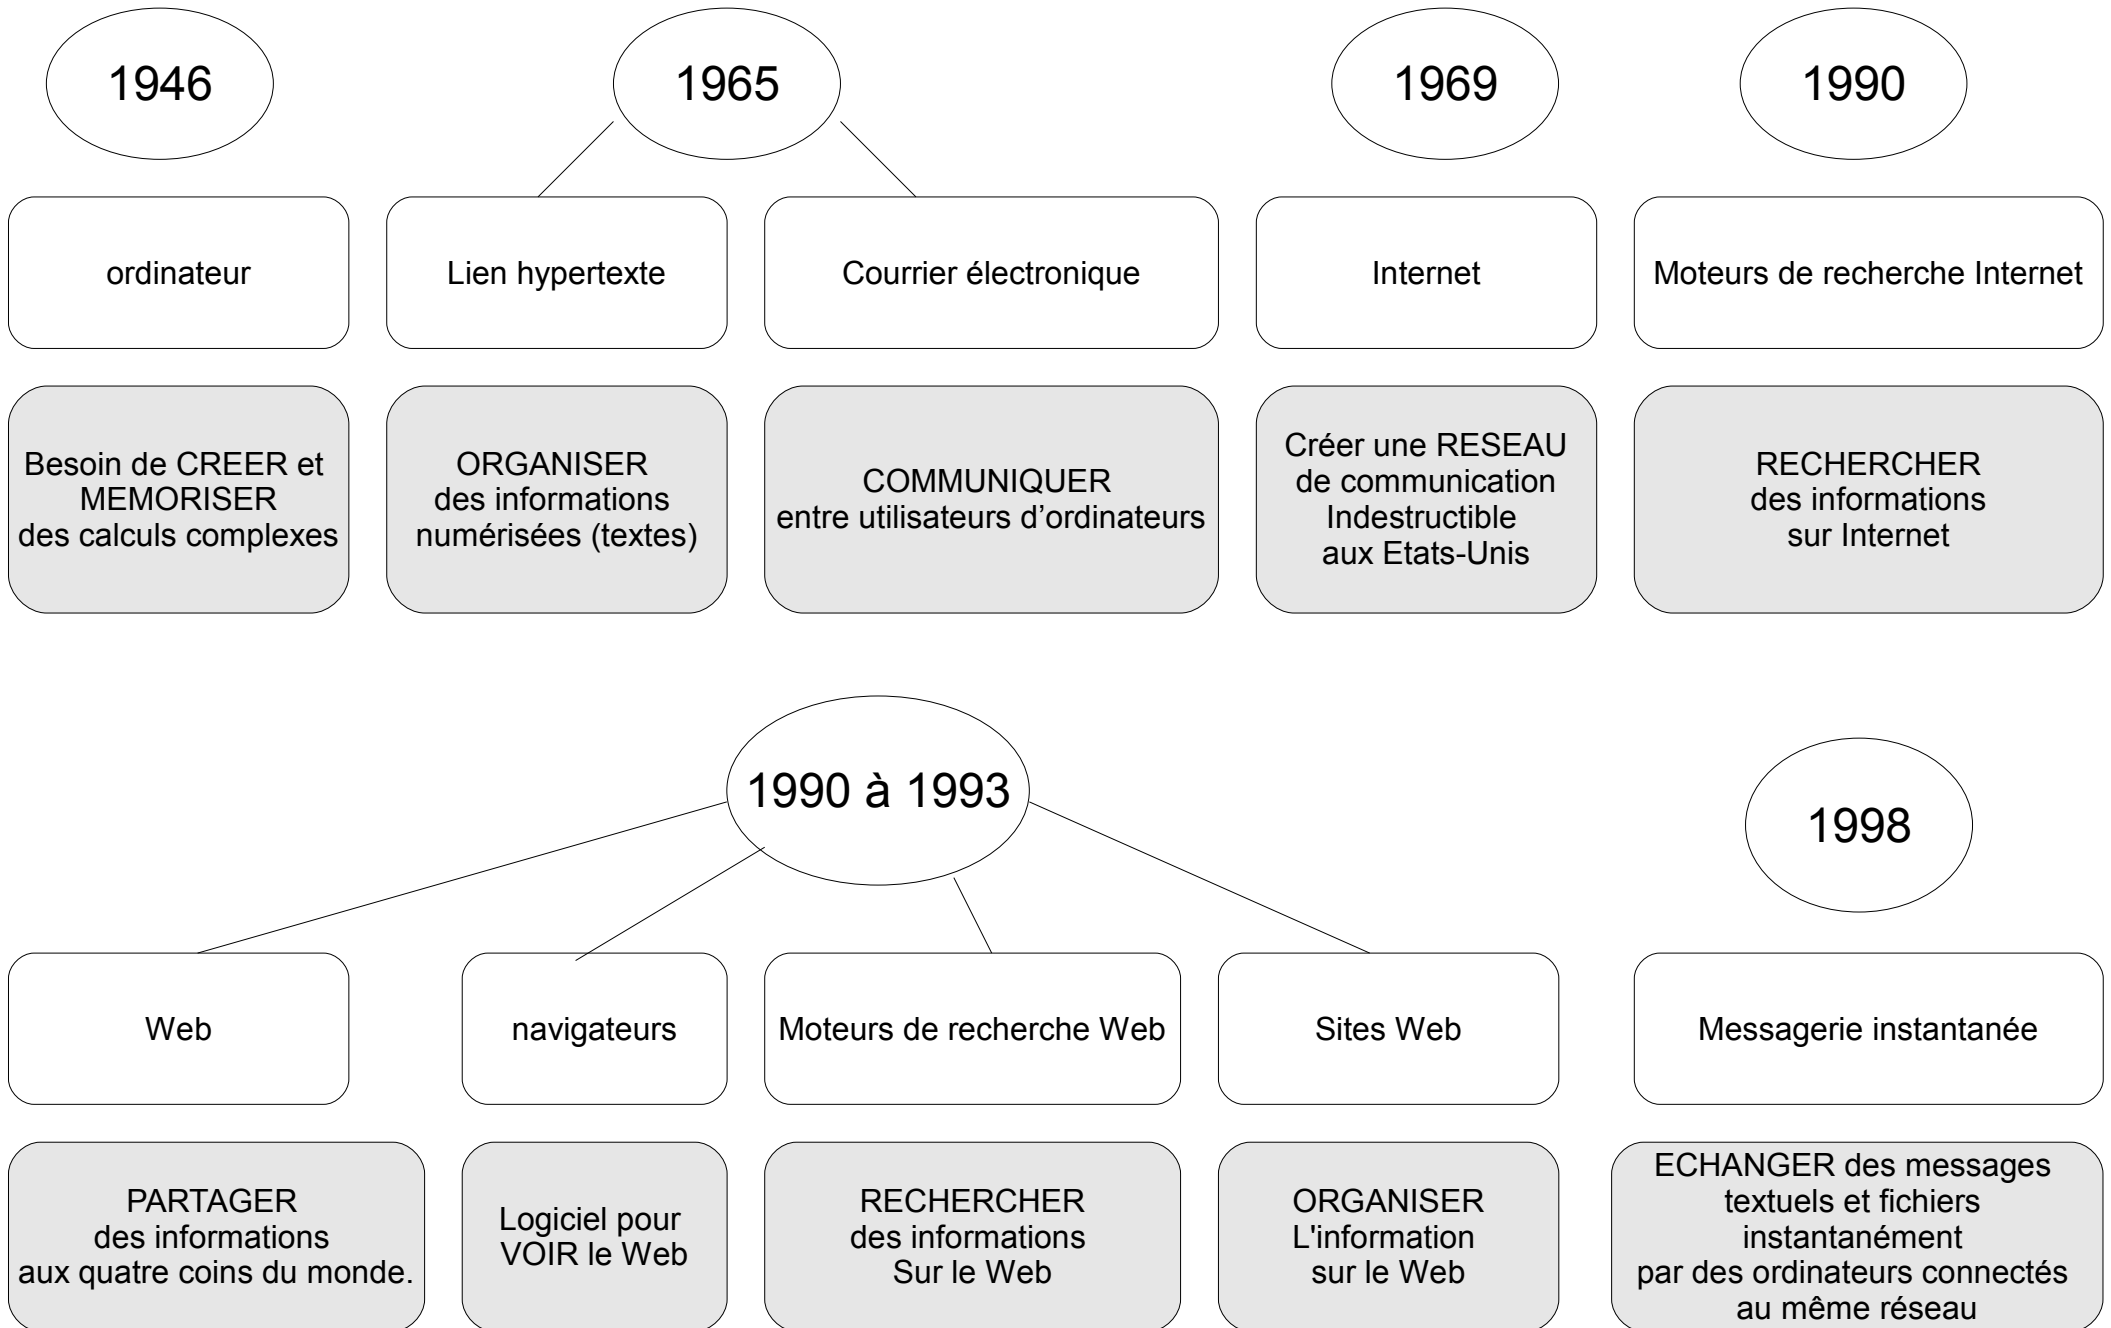 1946
1965
1969
1990
ordinateur
Lien hypertexte
Courrier électronique
Internet
Moteurs de recherche Internet
Besoin de CREER et
MEMORISER
des calculs complexes
ORGANISER
des informations
numérisées (textes)
COMMUNIQUER
entre utilisateurs d’ordinateurs
Créer une RESEAU
de communication
Indestructible
aux Etats-Unis
RECHERCHER
des informations
sur Internet
1990 à 1993
1998
Web
navigateurs
Moteurs de recherche Web
Sites Web
Messagerie instantanée
PARTAGER
des informations
aux quatre coins du monde.
Logiciel pour
VOIR le Web
RECHERCHER
des informations
Sur le Web
ORGANISER
L'information
sur le Web
ECHANGER des messages
textuels et fichiers
instantanément
par des ordinateurs connectés
au même réseau